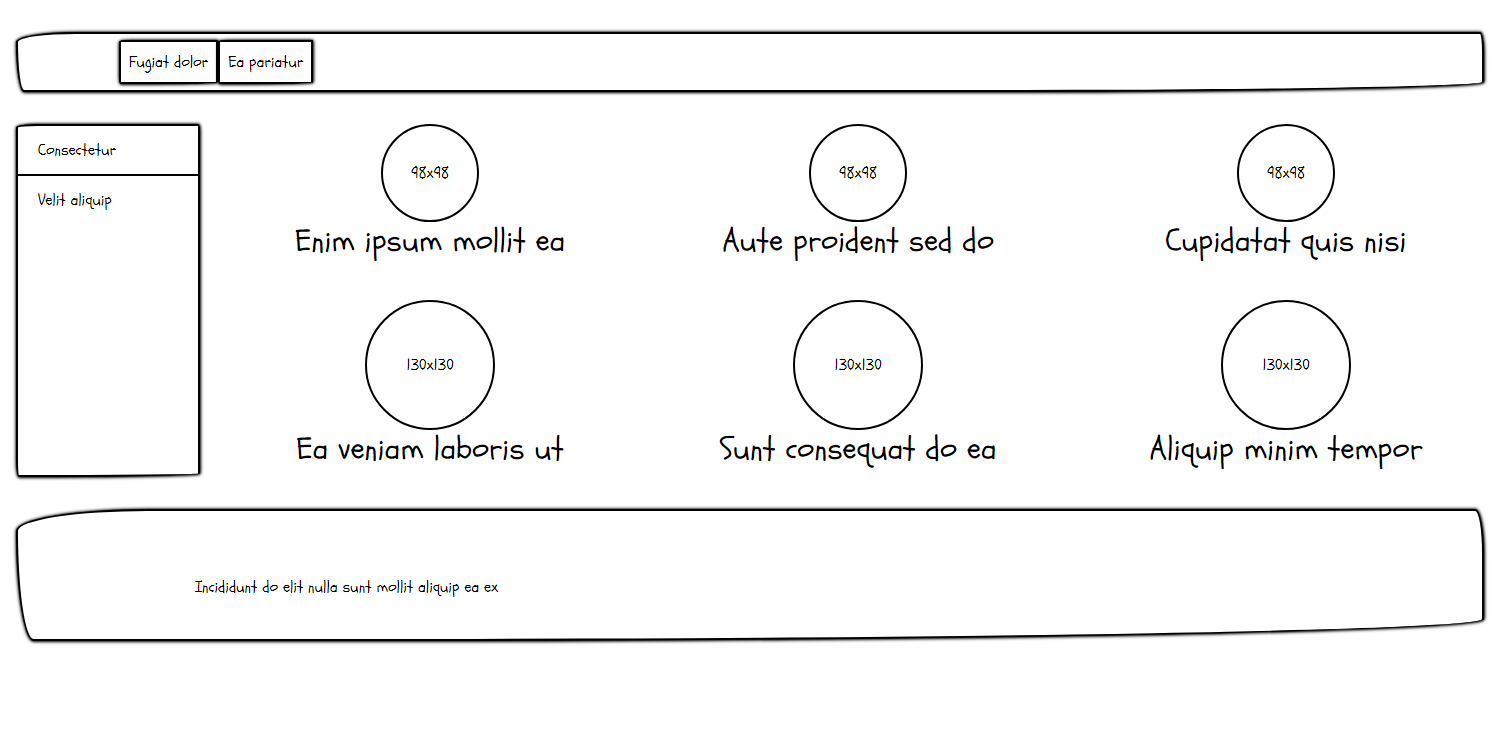 Fugiat dolor
Ea pariatur
Consectetur
Velit aliquip
98x98
98x98
98x98
Enim ipsum mollit ea
Aute proident sed do
Cupidatat quis nisi
130x130
130x130
130x130
Ea veniam laboris ut
Sunt consequat do ea
Aliquip minim tempor
Incididunt do elit nulla sunt mollit aliquip ea ex